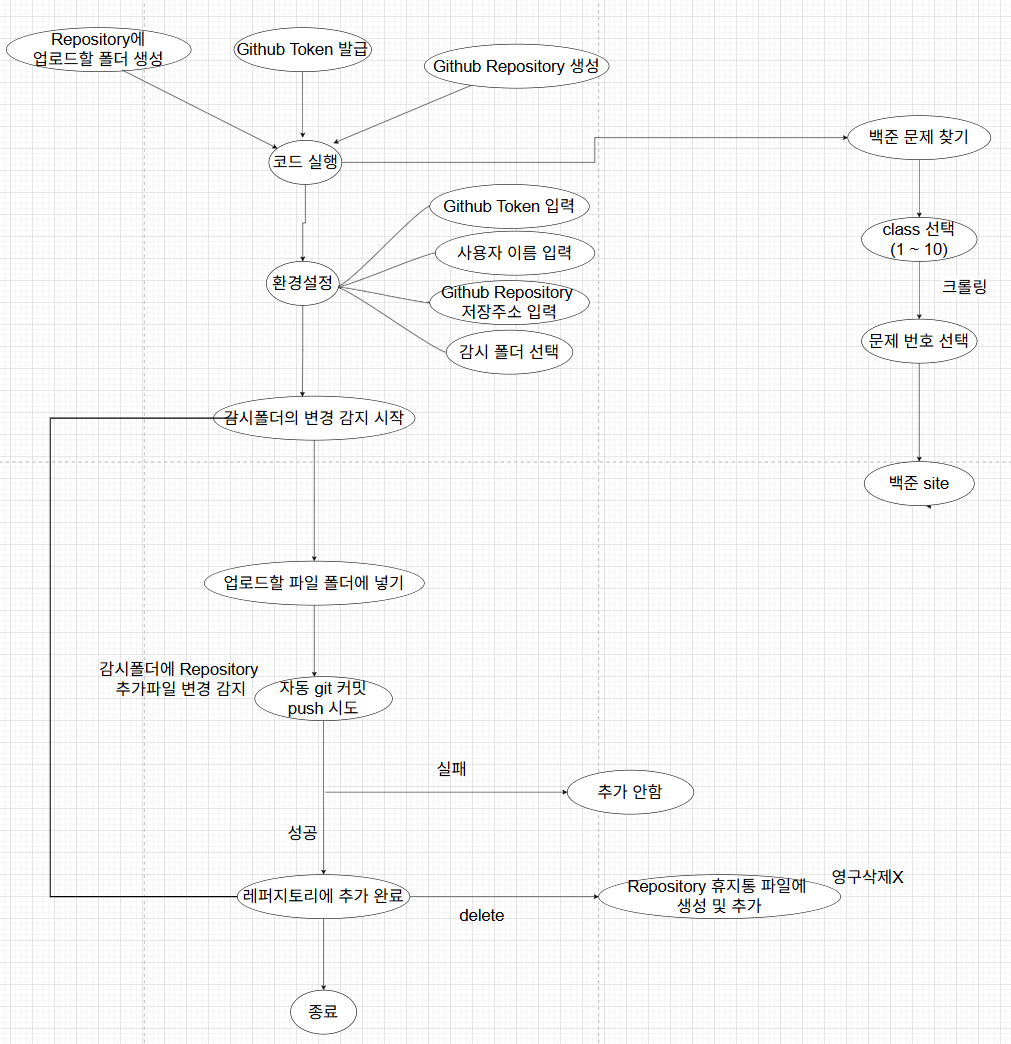 Repository에
업로드할 폴더 생성
Github Token 발급
Github Repository 생성
코드 실행
백준 문제 찾기
Github Token 입력
사용자 이름 입력
환경설정
Github Repository
저장주소 입력
감시 폴더 선택
class 선택
(1 ~ 10)
크롤링
문제 번호 선택
백준 site
감시폴더의 변경 감지 시작
업로드할 파일 폴더에 넣기
감시폴더에 Repository
추가파일 변경 감지
자동 git 커밋
push 시도
실패
추가 안함
성공
레퍼지토리에 추가 완료
delete
Repository 휴지통 파일에
생성 및 추가
영구삭제X
종료